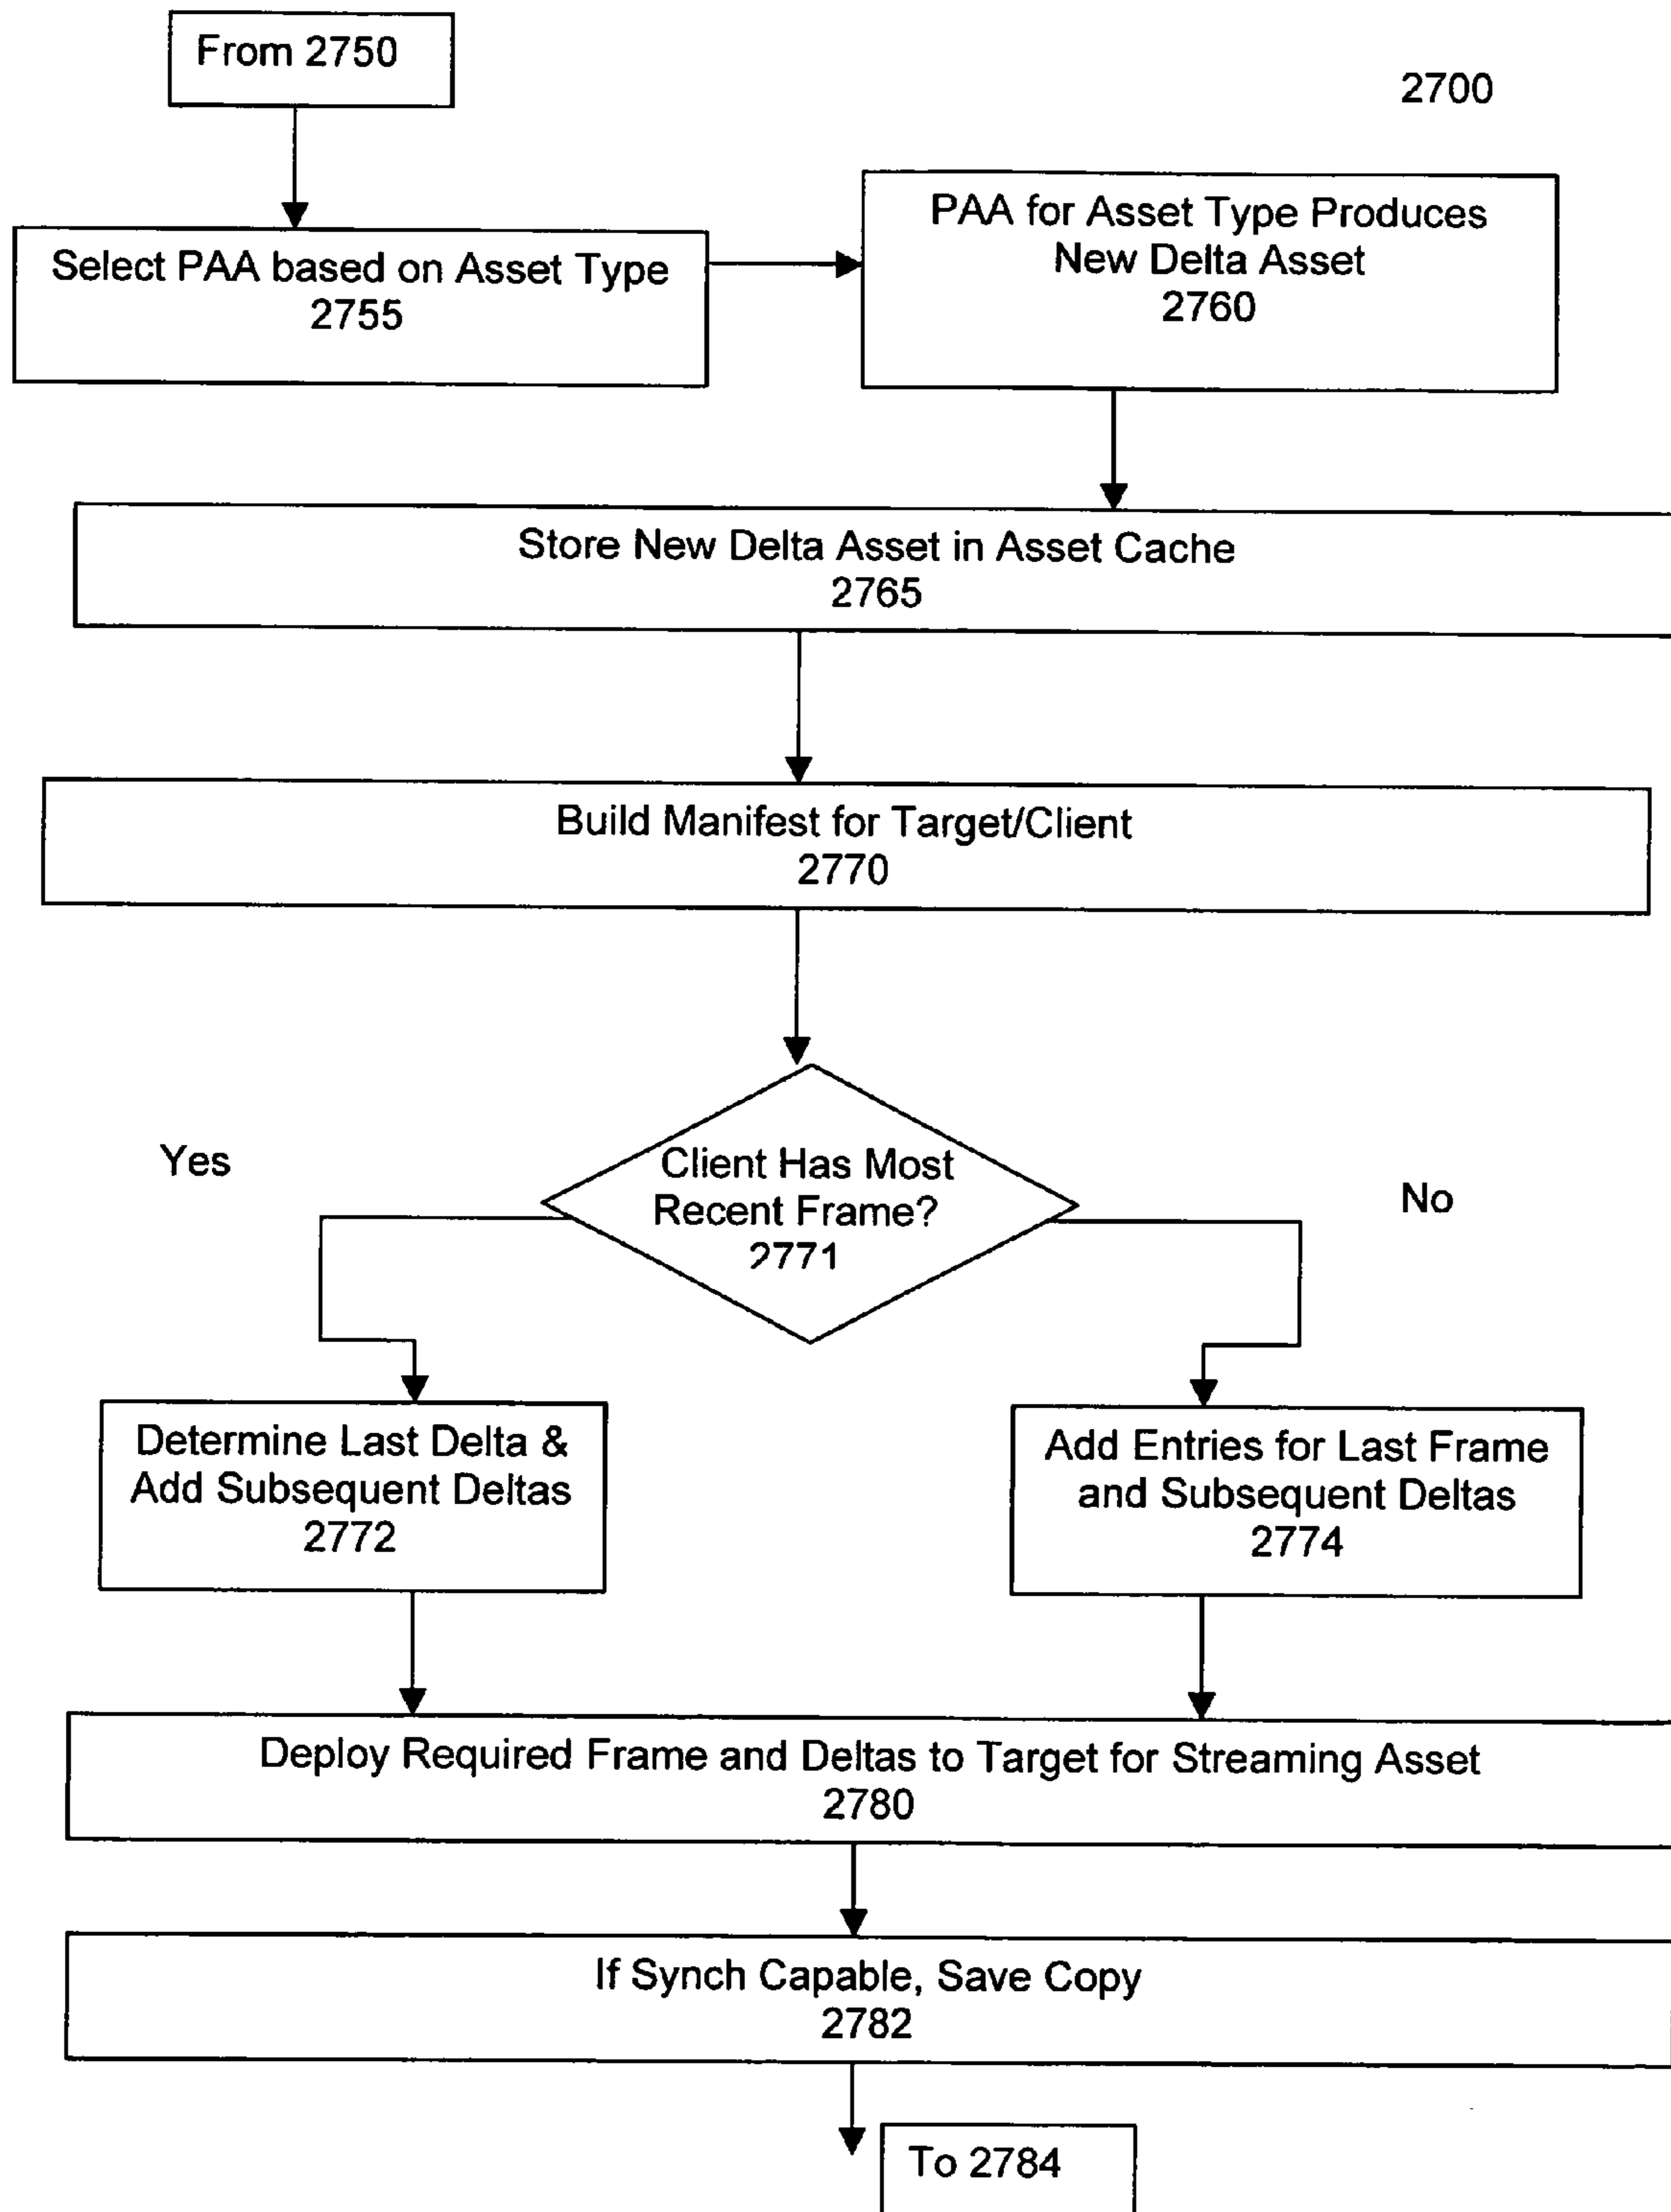 From 2750
2700
Select PAA based on Asset Type
2755
PAA for Asset Type Produces
New Delta Asset
2760
Store New Delta Asset in Asset Cache
2765
Build Manifest for Target/Client
2770
Client Has Most
Recent Frame?
2771
Yes
No
Determine Last Delta &
Add Subsequent Deltas
2772
Add Entries for Last Frame
and Subsequent Deltas
2774
Deploy Required Frame and Deltas to Target for Streaming Asset
2780
If Synch Capable, Save Copy
2782
To 2784